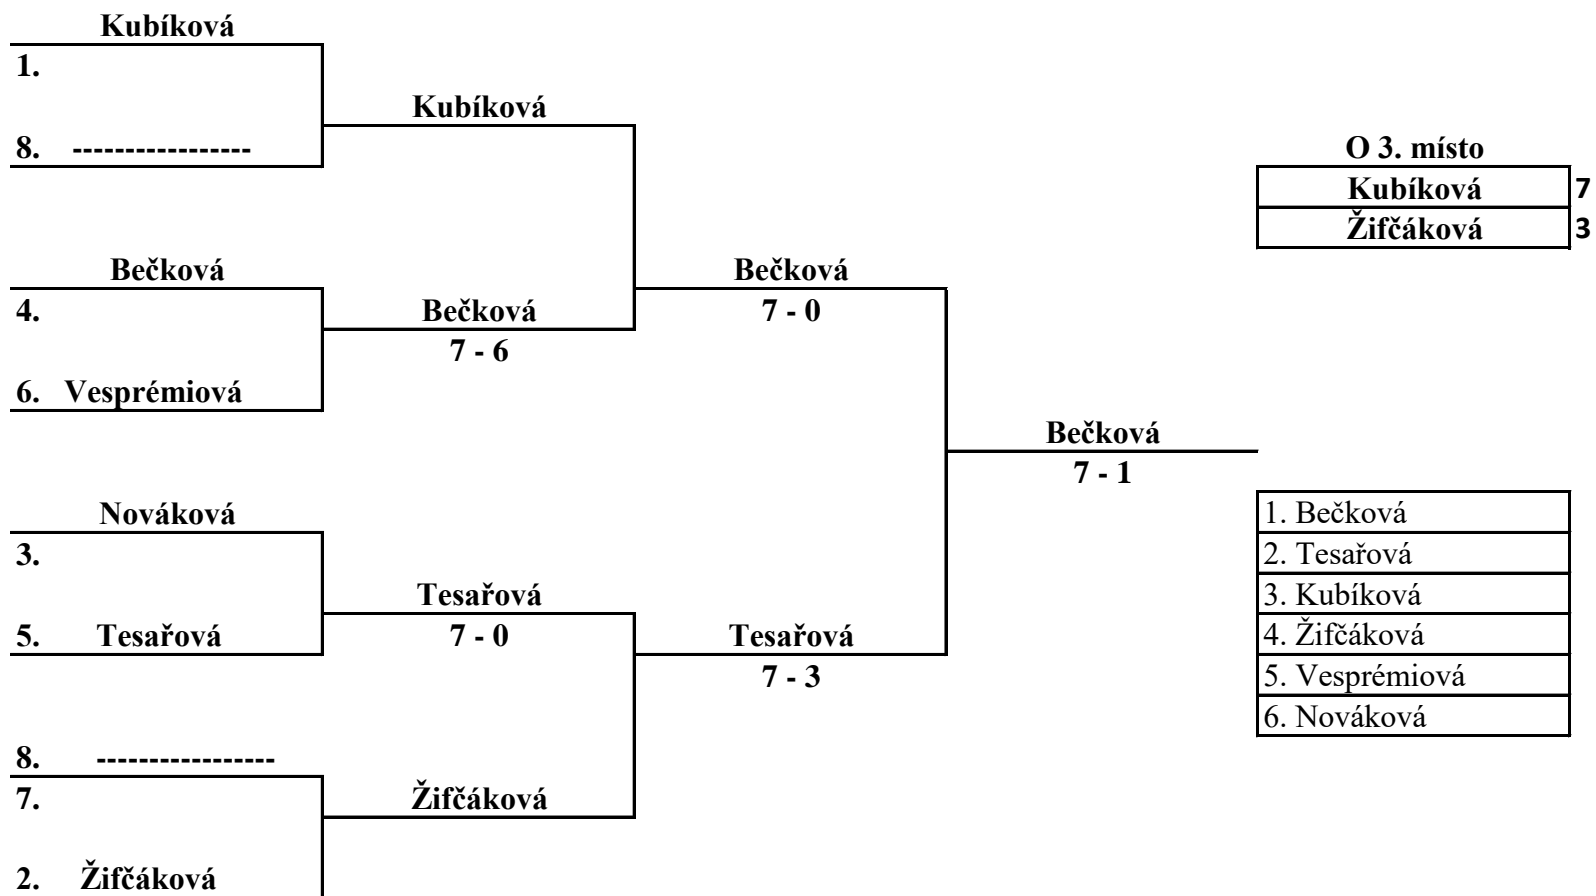 Kubíková
1.
Kubíková
8. -----------------
O 3. místo
Kubíková 7
Žifčáková 3
Bečková
4.
Bečková
7 - 6
6. Vesprémiová
Bečková
7 - 0
Bečková
7 - 1
Nováková
3.
Tesařová
7 - 0
5. Tesařová
Tesařová
7 - 3
8. -----------------
7.
Žifčáková
2. Žifčáková
1. Bečková
2. Tesařová
3. Kubíková
4. Žifčáková
5. Vesprémiová
6. Nováková